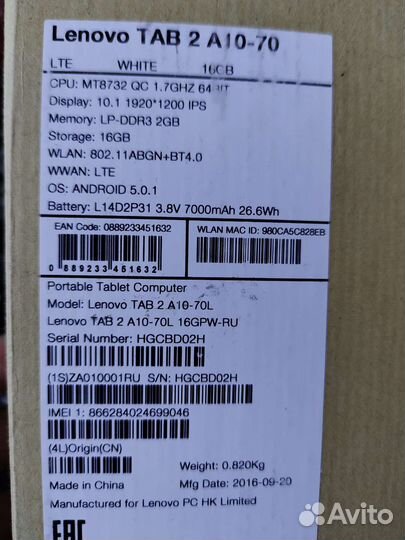 Lenovo TAB 2 A10-70
LTE WHITE 16GB
CPU: MT8732 QC 1.7GHZ 64BIT
Display: 10.1 1920*1200 IPS
Memory: LP-DDR3 2GB
Storage: 16GB
WLAN: 802.11ABGN+BT4.0
WWAN: LTE
OS: ANDROID 5.0.1
Battery: L14D2P31 3.8V 7000mAh 26.6Wh
EAN Code: 0889233451632
WLAN MAC ID: 980CA5C828EB
0 889233 451632
Portable Tablet Computer
Model: Lenovo TAB 2 A10-70L
Lenovo TAB 2 A10-70L 16GPW-RU
Serial Number: HGCBD02H
(1S)ZA010001RU S/N: HGCBD02H
IMEI 1: 866284024699046
(4L)Origin(CN)
Weight: 0.820Kg
Made in China
Mfg Date: 2016-09-20
Manufactured for Lenovo PC HK Limited
EAC
Avito